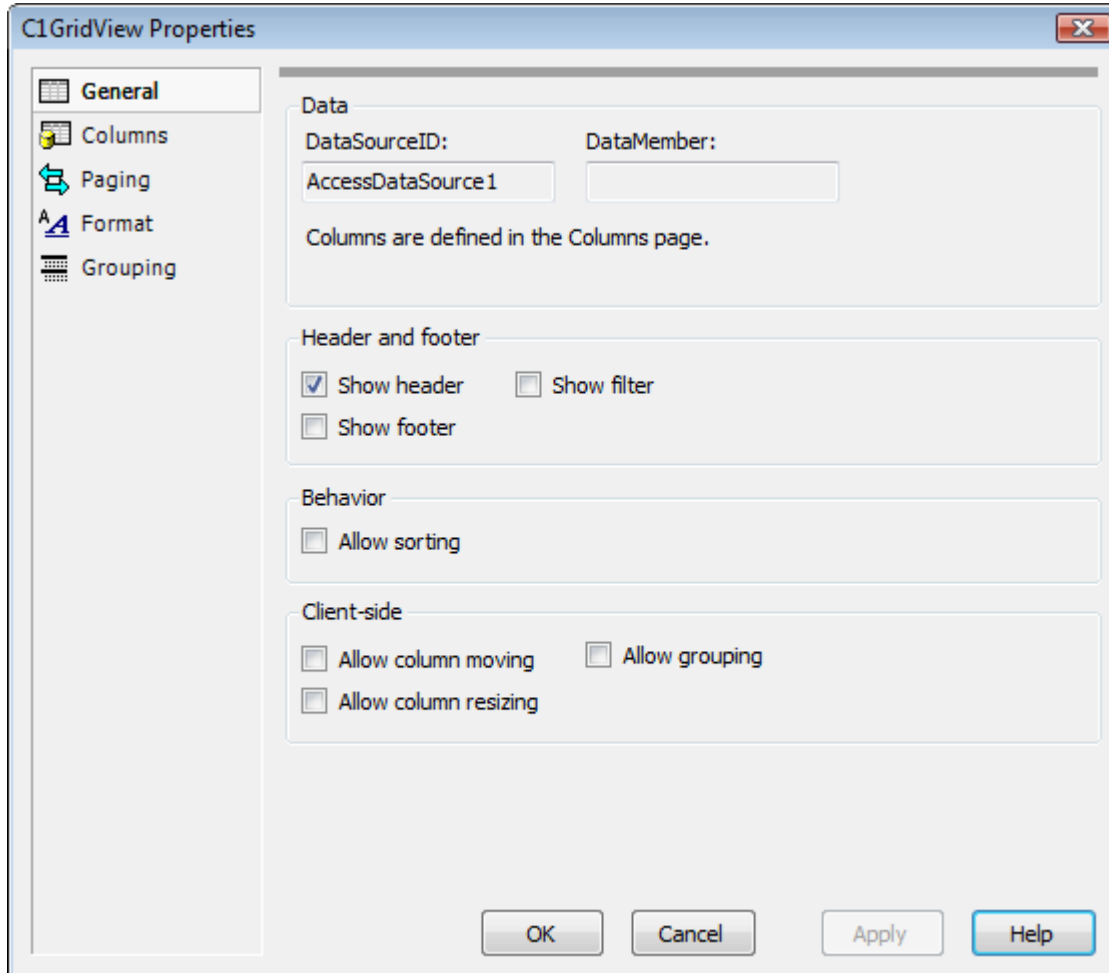 C1GridView Properties
General
Columns
Paging
Format
Grouping
Data
DataSourceID: DataMember:
AccessDataSource1
Columns are defined in the Columns page.
Header and footer
Show header Show filter
Show footer
Behavior
Allow sorting
Client-side
Allow column moving Allow grouping
Allow column resizing
OK Cancel Apply Help